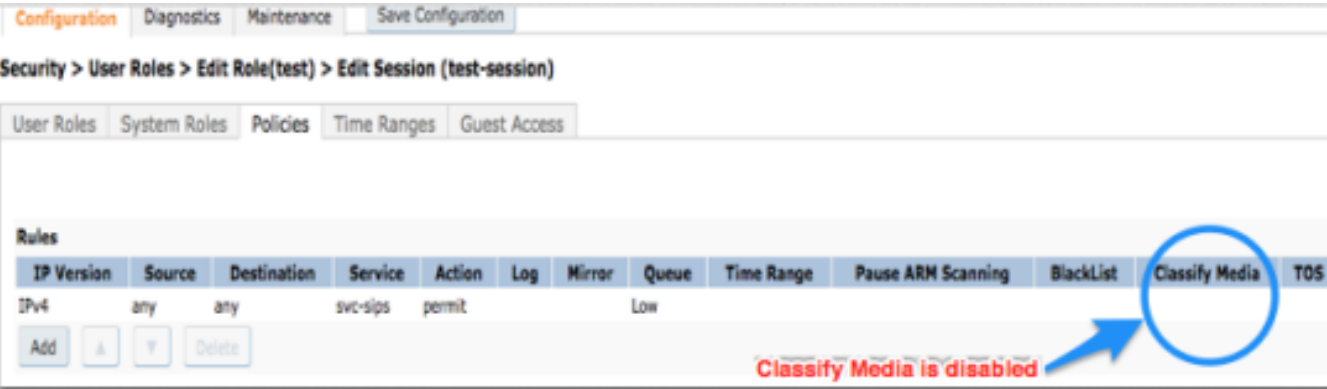 Configuration Diagnostics Maintenance Save Configuration
Security > User Roles > Edit Role(test) > Edit Session (test-session)
User Roles System Roles Policies Time Ranges Guest Access
Rules
IP Version Source Destination Service Action Log Mirror Queue Time Range Pause ARM Scanning BlackList Classify Media TOS
IPv4 any any svc-sips permit Low
Add ▲ ▼ Delete
Classify Media is disabled